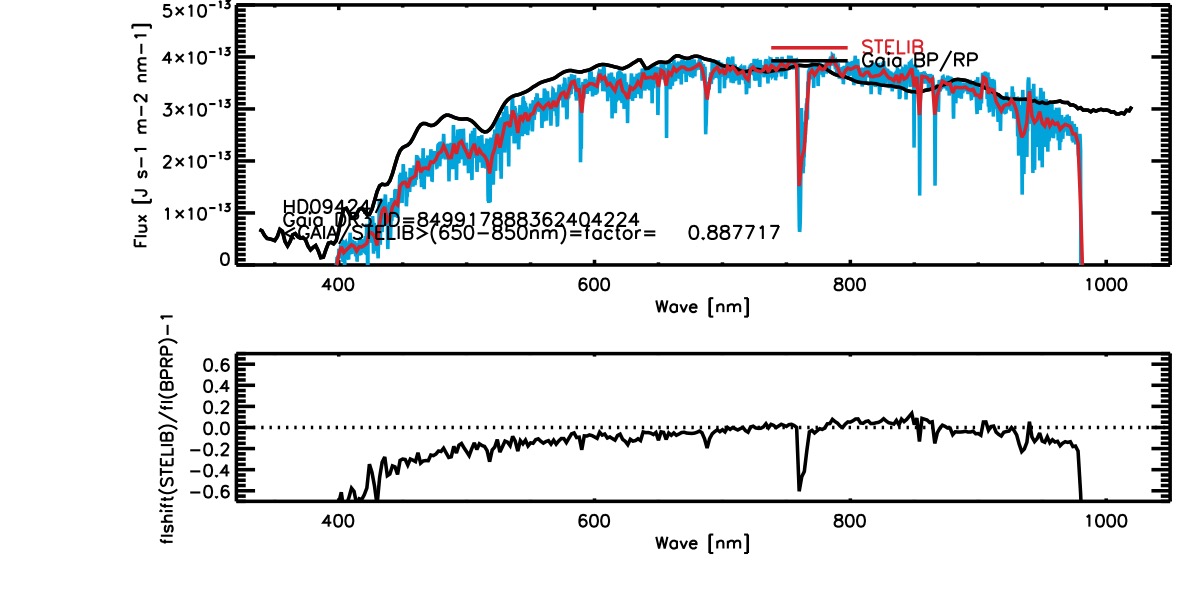 5×10−13
4×10−13
3×10−13
2×10−13
1×10−13
0
Flux [J s−1 m−2 nm−1]
STELIB
Gaia BP/RP
HD094247
Gaia DR3 ID=849917888362404224
<GAIA/STELIB>(650−850nm)=factor= 0.887717
400 600 800 1000
Wave [nm]
flshift(STELIB)/fl(BPRP)−1
0.6
0.4
0.2
0.0
−0.2
−0.4
−0.6
400 600 800 1000
Wave [nm]